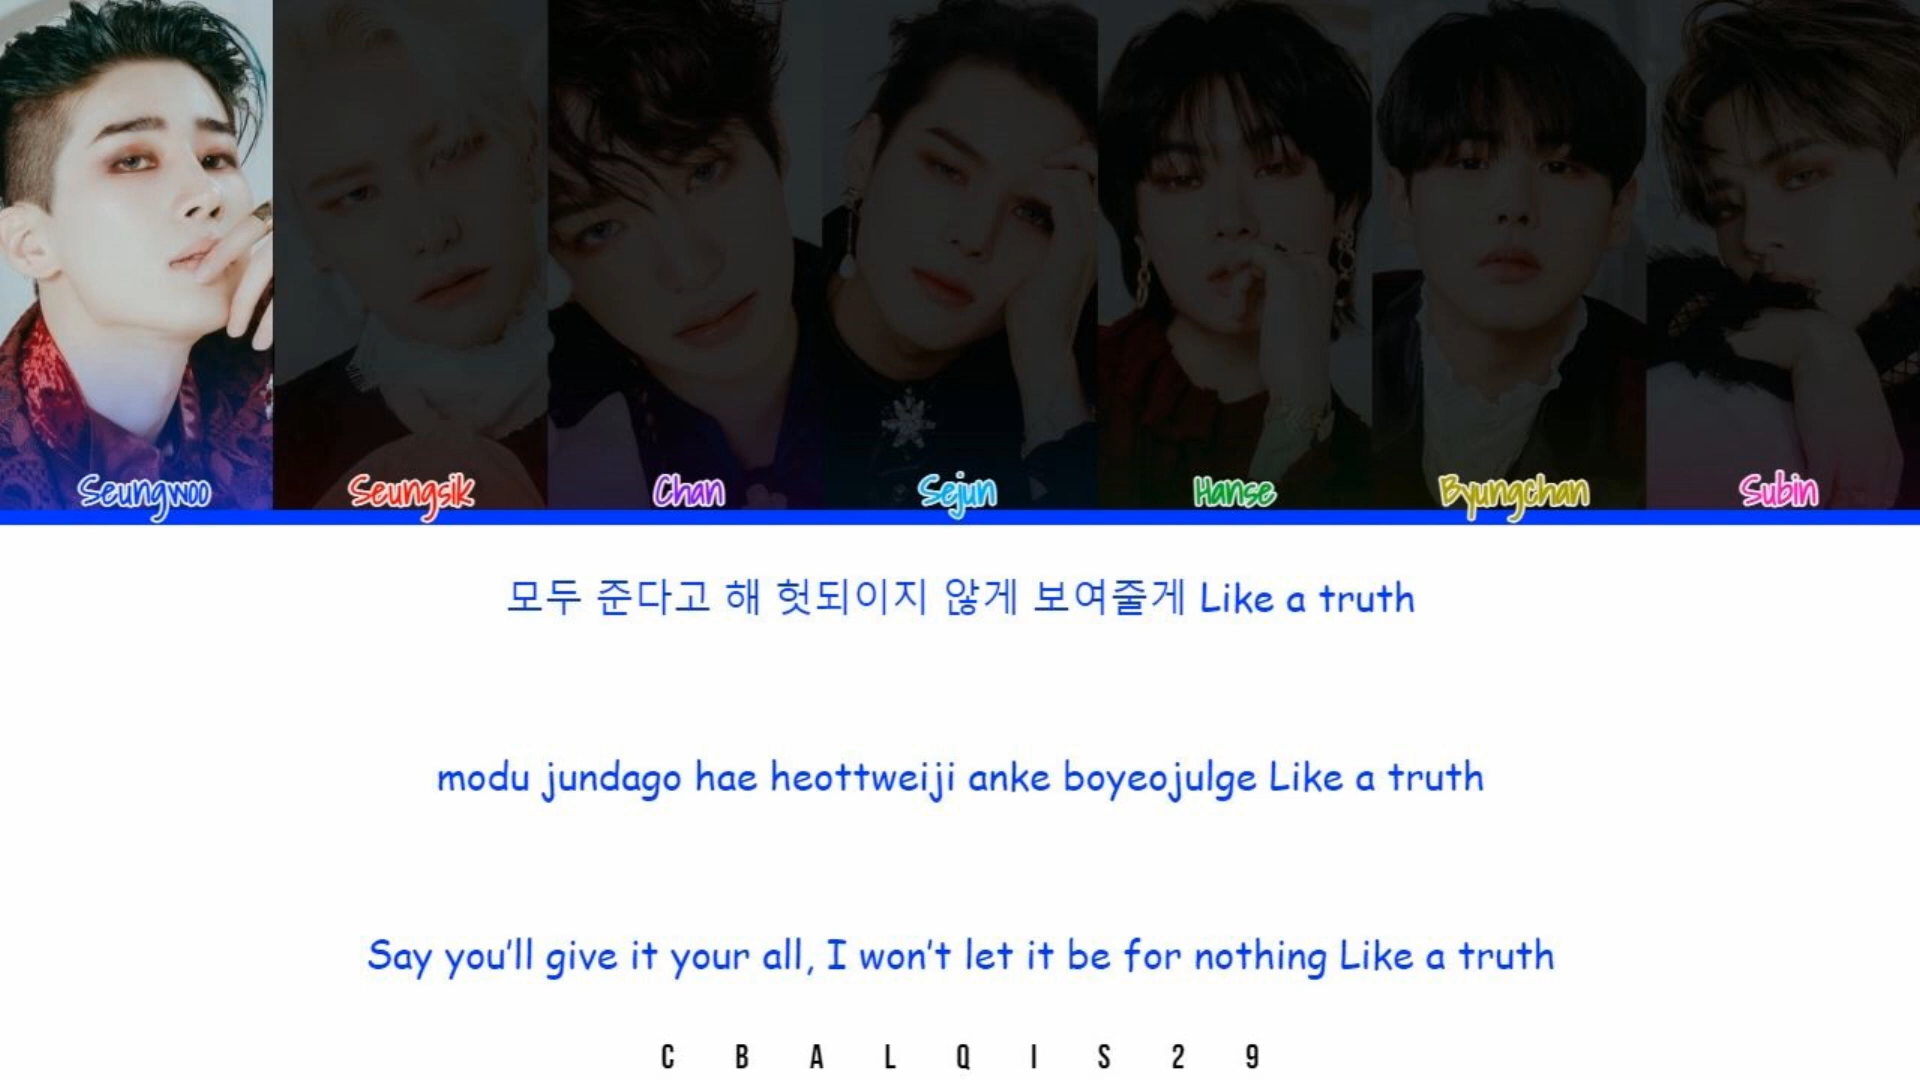 Seungwoo Seungsik Chan Sejun Hanse Byungchan Subin
모두 준다고 해 헛되이지 않게 보여줄게 Like a truth
modu jundago hae heottweiji anke boyeojulge Like a truth
Say you'll give it your all, I won't let it be for nothing Like a truth
CBALQIS29